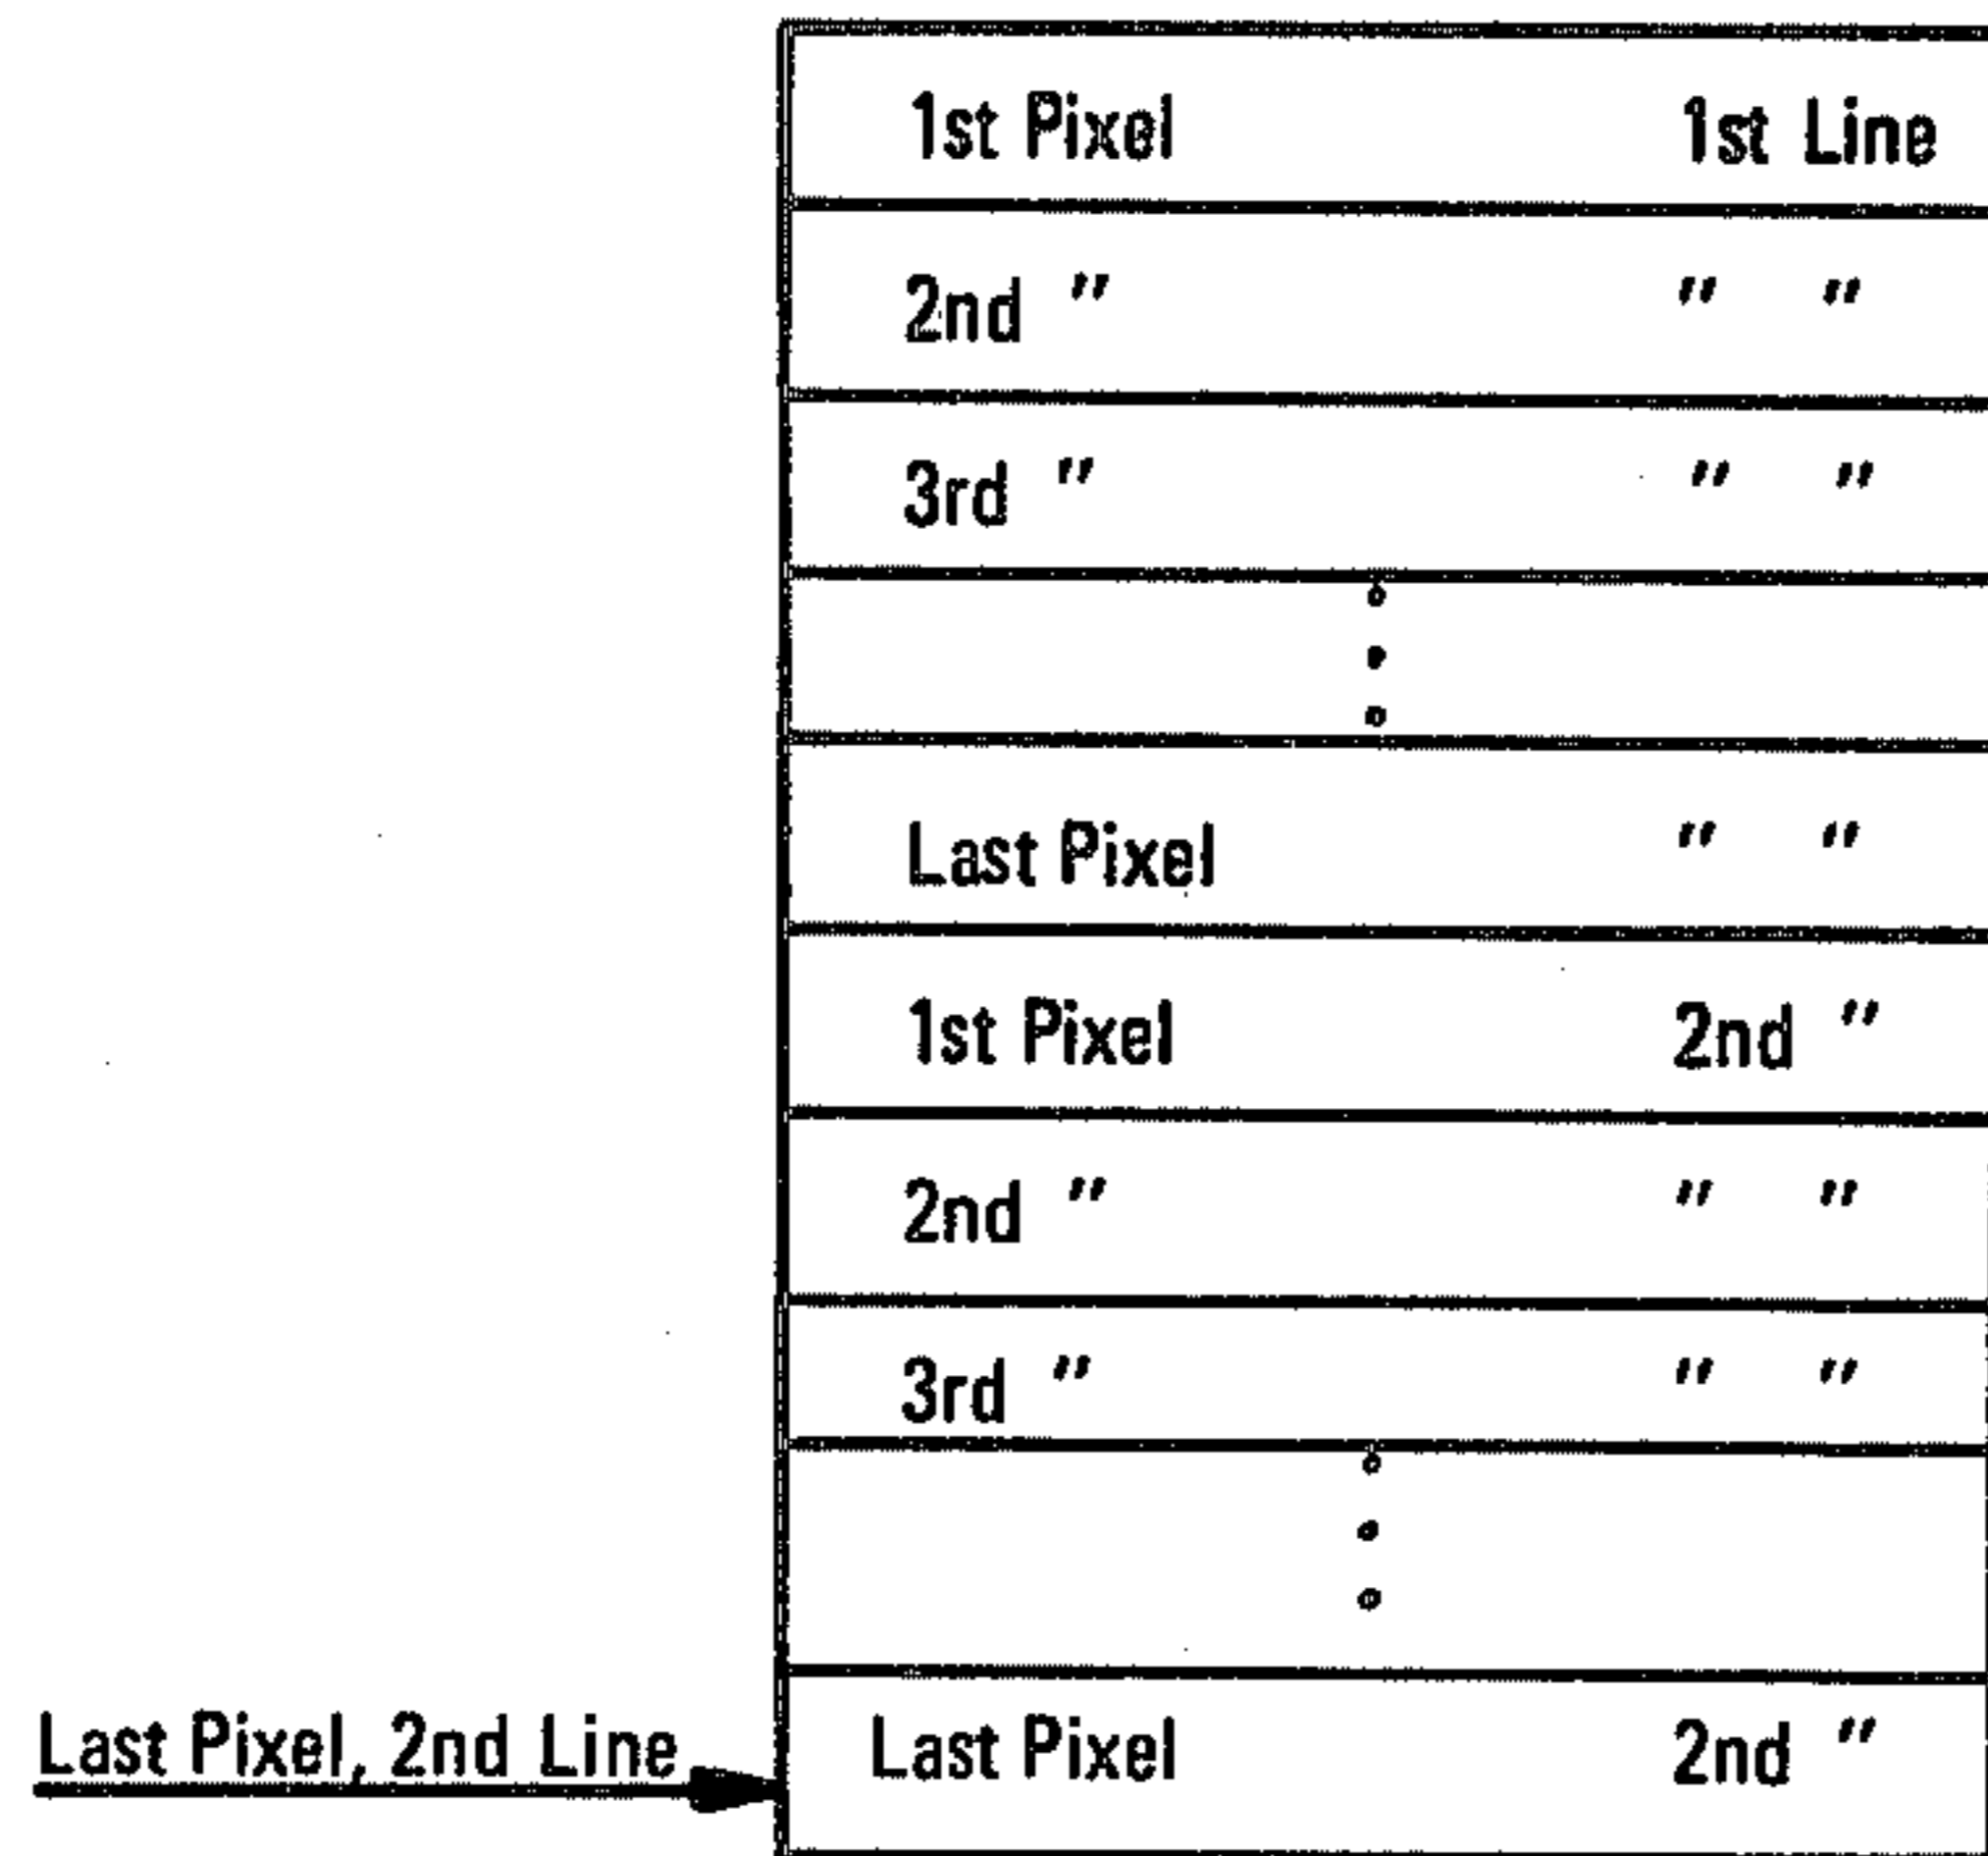 1st Pixel 1st Line
2nd " " "
3rd " " "
Last Pixel " "
1st Pixel 2nd "
2nd " " "
3rd " " "
Last Pixel, 2nd Line Last Pixel 2nd "